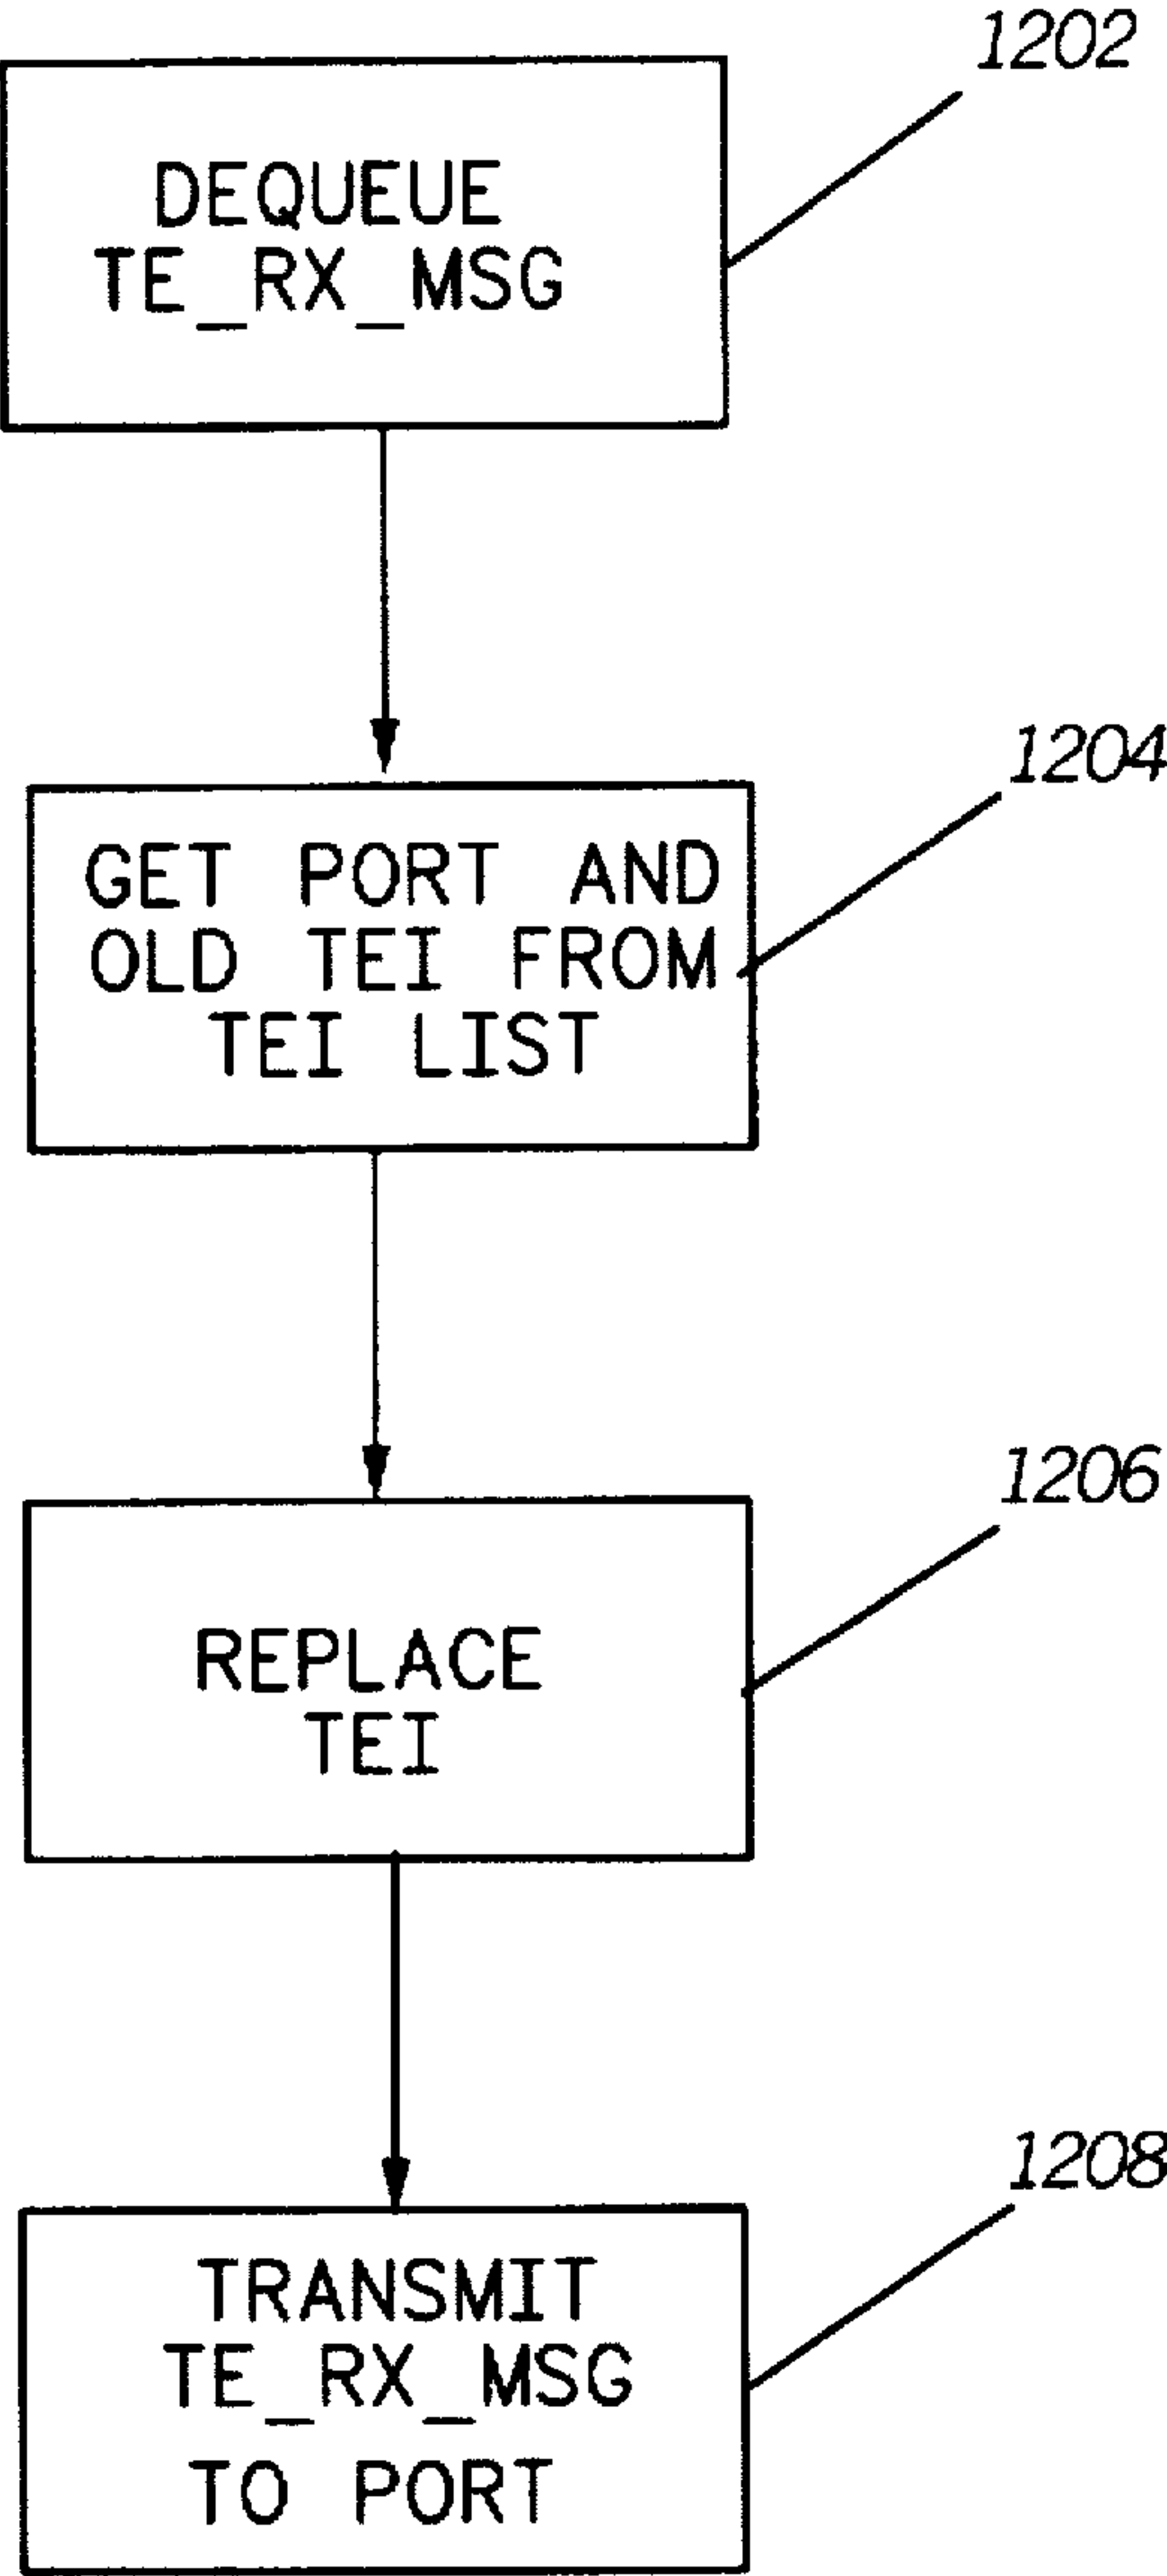 1202
DEQUEUE
TE_RX_MSG
1204
GET PORT AND
OLD TEI FROM
TEI LIST
1206
REPLACE
TEI
1208
TRANSMIT
TE_RX_MSG
TO PORT